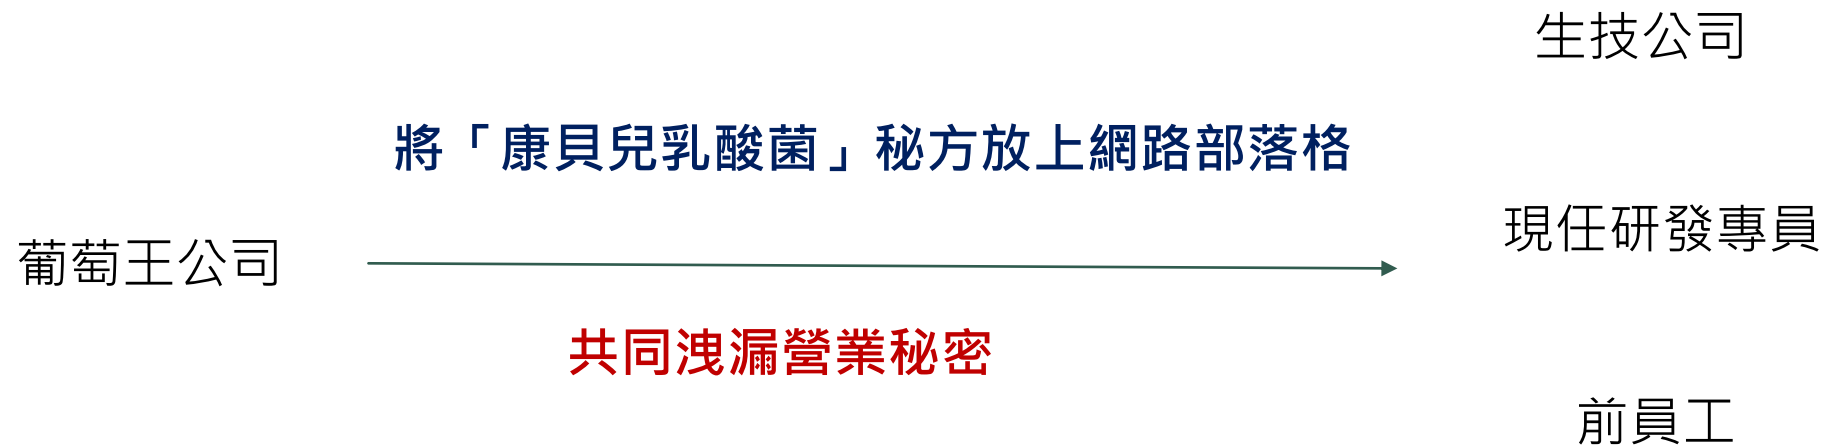 生技公司
將「康貝兒乳酸菌」秘方放上網路部落格
現任研發專員
葡萄王公司
共同洩漏營業秘密
前員工